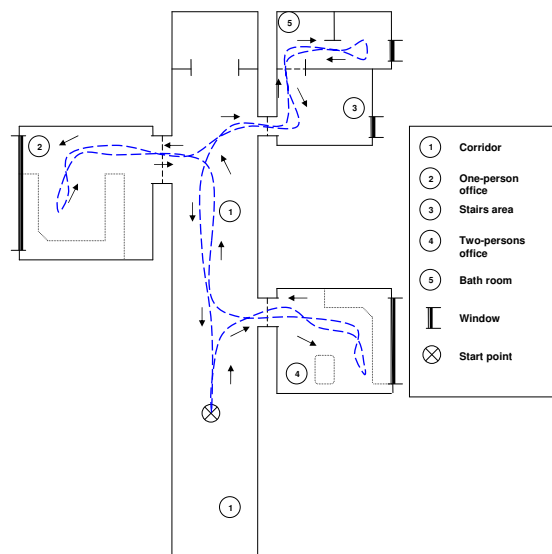 5
3
2
1
4
1
1 Corridor
2 One-person
office
3 Stairs area
4 Two-persons
office
5 Bath room
Window
Start point